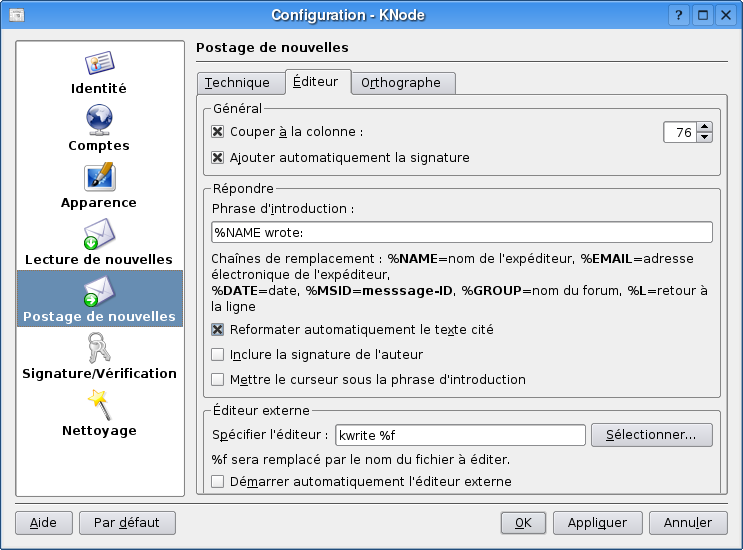 Configuration - KNode
?
Identité
Comptes
Apparence
Lecture de nouvelles
Postage de nouvelles
Signature/Vérification
Nettoyage
Postage de nouvelles
Technique Éditeur Orthographe
Général
Couper à la colonne : 76
Ajouter automatiquement la signature
Répondre
Phrase d'introduction :
%NAME wrote:
Chaînes de remplacement : %NAME=nom de l'expéditeur, %EMAIL=adresse
électronique de l'expéditeur,
%DATE=date, %MSID=messsage-ID, %GROUP=nom du forum, %L=retour à
la ligne
Reformater automatiquement le texte cité
Inclure la signature de l'auteur
Mettre le curseur sous la phrase d'introduction
Éditeur externe
Spécifier l'éditeur : kwrite %f Sélectionner...
%f sera remplacé par le nom du fichier à éditer.
Démarrer automatiquement l'éditeur externe
Aide Par défaut OK Appliquer Annuler